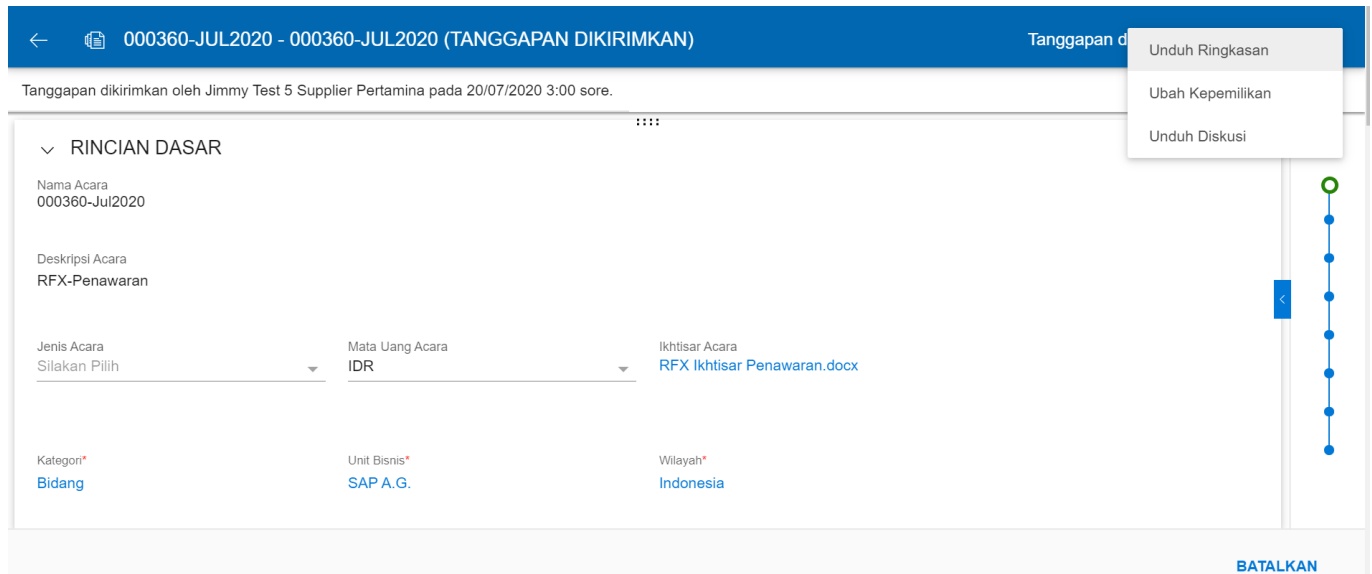 000360-JUL2020 - 000360-JUL2020 (TANGGAPAN DIKIRIMKAN)
Tanggapan d
Unduh Ringkasan
Ubah Kepemilikan
Unduh Diskusi
Tanggapan dikirimkan oleh Jimmy Test 5 Supplier Pertamina pada 20/07/2020 3:00 sore.
RINCIAN DASAR
Nama Acara
000360-Jul2020
Deskripsi Acara
RFX-Penawaran
Jenis Acara Mata Uang Acara Ikhtisar Acara
Silakan Pilih IDR RFX Ikhtisar Penawaran.docx
Kategori* Unit Bisnis* Wilayah*
Bidang SAP A.G. Indonesia
BATALKAN